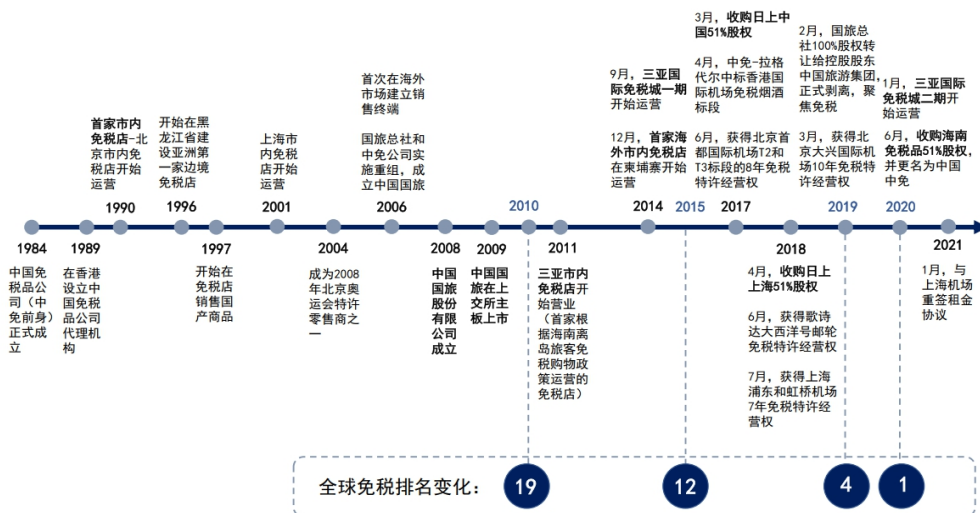 首家市内
免税店-北
京市内免
税店开始
运营
开始在黑
龙江省建
设亚洲第
一家边境
免税店
上海市
内免税
店开始
运营
首次在海外
市场建立销
售终端
国旅总社和
中免公司实
施重组，成
立中国国旅
9月，三亚国
际免税城一期
开始运营
12月，首家海
外市内免税店
在柬埔寨开始
运营
3月，收购日上中
国51%股权
4月，中免-拉格
代尔中标香港国
际机场免税烟酒
标段
6月，获得北京首
都国际机场T2和
T3标段的8年免税
特许经营权
2月，国旅总
社100%股权转
让给控股股东
中国旅游集团，
正式剥离，聚
焦免税
3月，获得北
京大兴国际机
场10年免税特
许经营权
1月，三亚国际
免税城二期开
始运营
6月，收购海南
免税品51%股权，
并更名为中国
中免
1990
1996
2001
2006
2010
2014
2015
2017
2019
2020
1984
1989
1997
2004
2008
2009
2011
2018
2021
中国免
税品公
司（中
免前身）
正式成
立
在香港
设立中
国免税
品公司
代理机
构
开始在
免税店
销售国
产商品
成为2008
年北京奥
运会特许
零售商之
一
中国
国旅
股份
有限
公司
成立
中国国
旅在上
交所主
板上市
三亚市内
免税店开
始营业
（首家根
据海南离
岛旅客免
税购物政
策运营的
免税店）
4月，收购日上
上海51%股权
6月，获得歌诗
达大西洋号邮轮
免税特许经营权
7月，获得上海
浦东和虹桥机场
7年免税特许经
营权
1月，与
上海机场
重签租金
协议
全球免税排名变化：
19
12
4
1